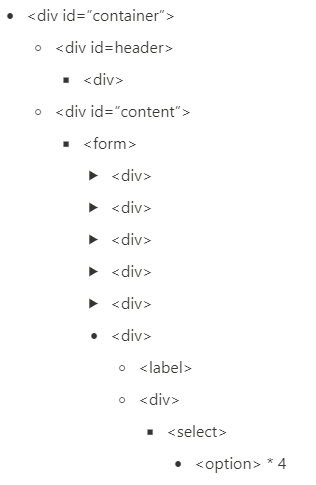 <div id="container">
<div id=header>
<div>
<div id="content">
<form>
<div>
<div>
<div>
<div>
<div>
<div>
<label>
<div>
<select>
<option> * 4